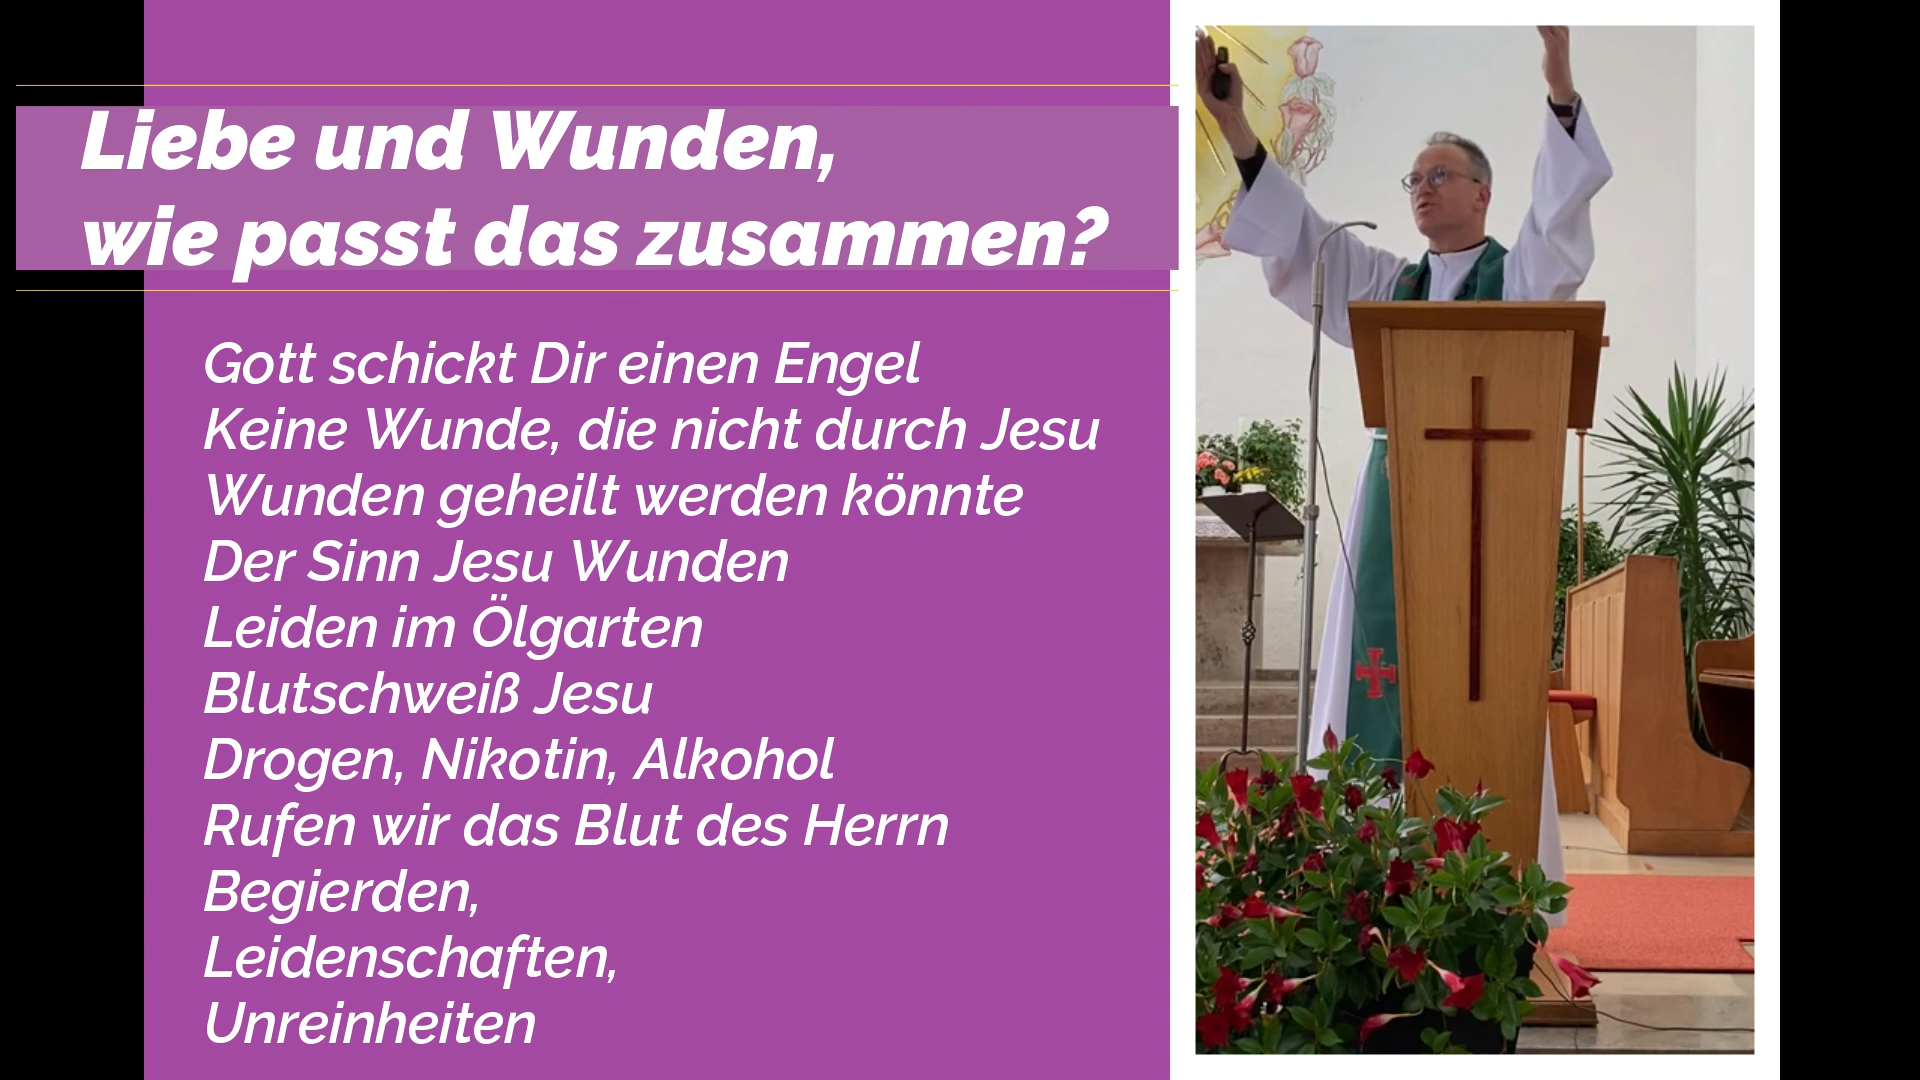 Liebe und Wunden,
wie passt das zusammen?
Gott schickt Dir einen Engel
Keine Wunde, die nicht durch Jesu
Wunden geheilt werden könnte
Der Sinn Jesu Wunden
Leiden im Ölgarten
Blutschweiß Jesu
Drogen, Nikotin, Alkohol
Rufen wir das Blut des Herrn
Begierden,
Leidenschaften,
Unreinheiten